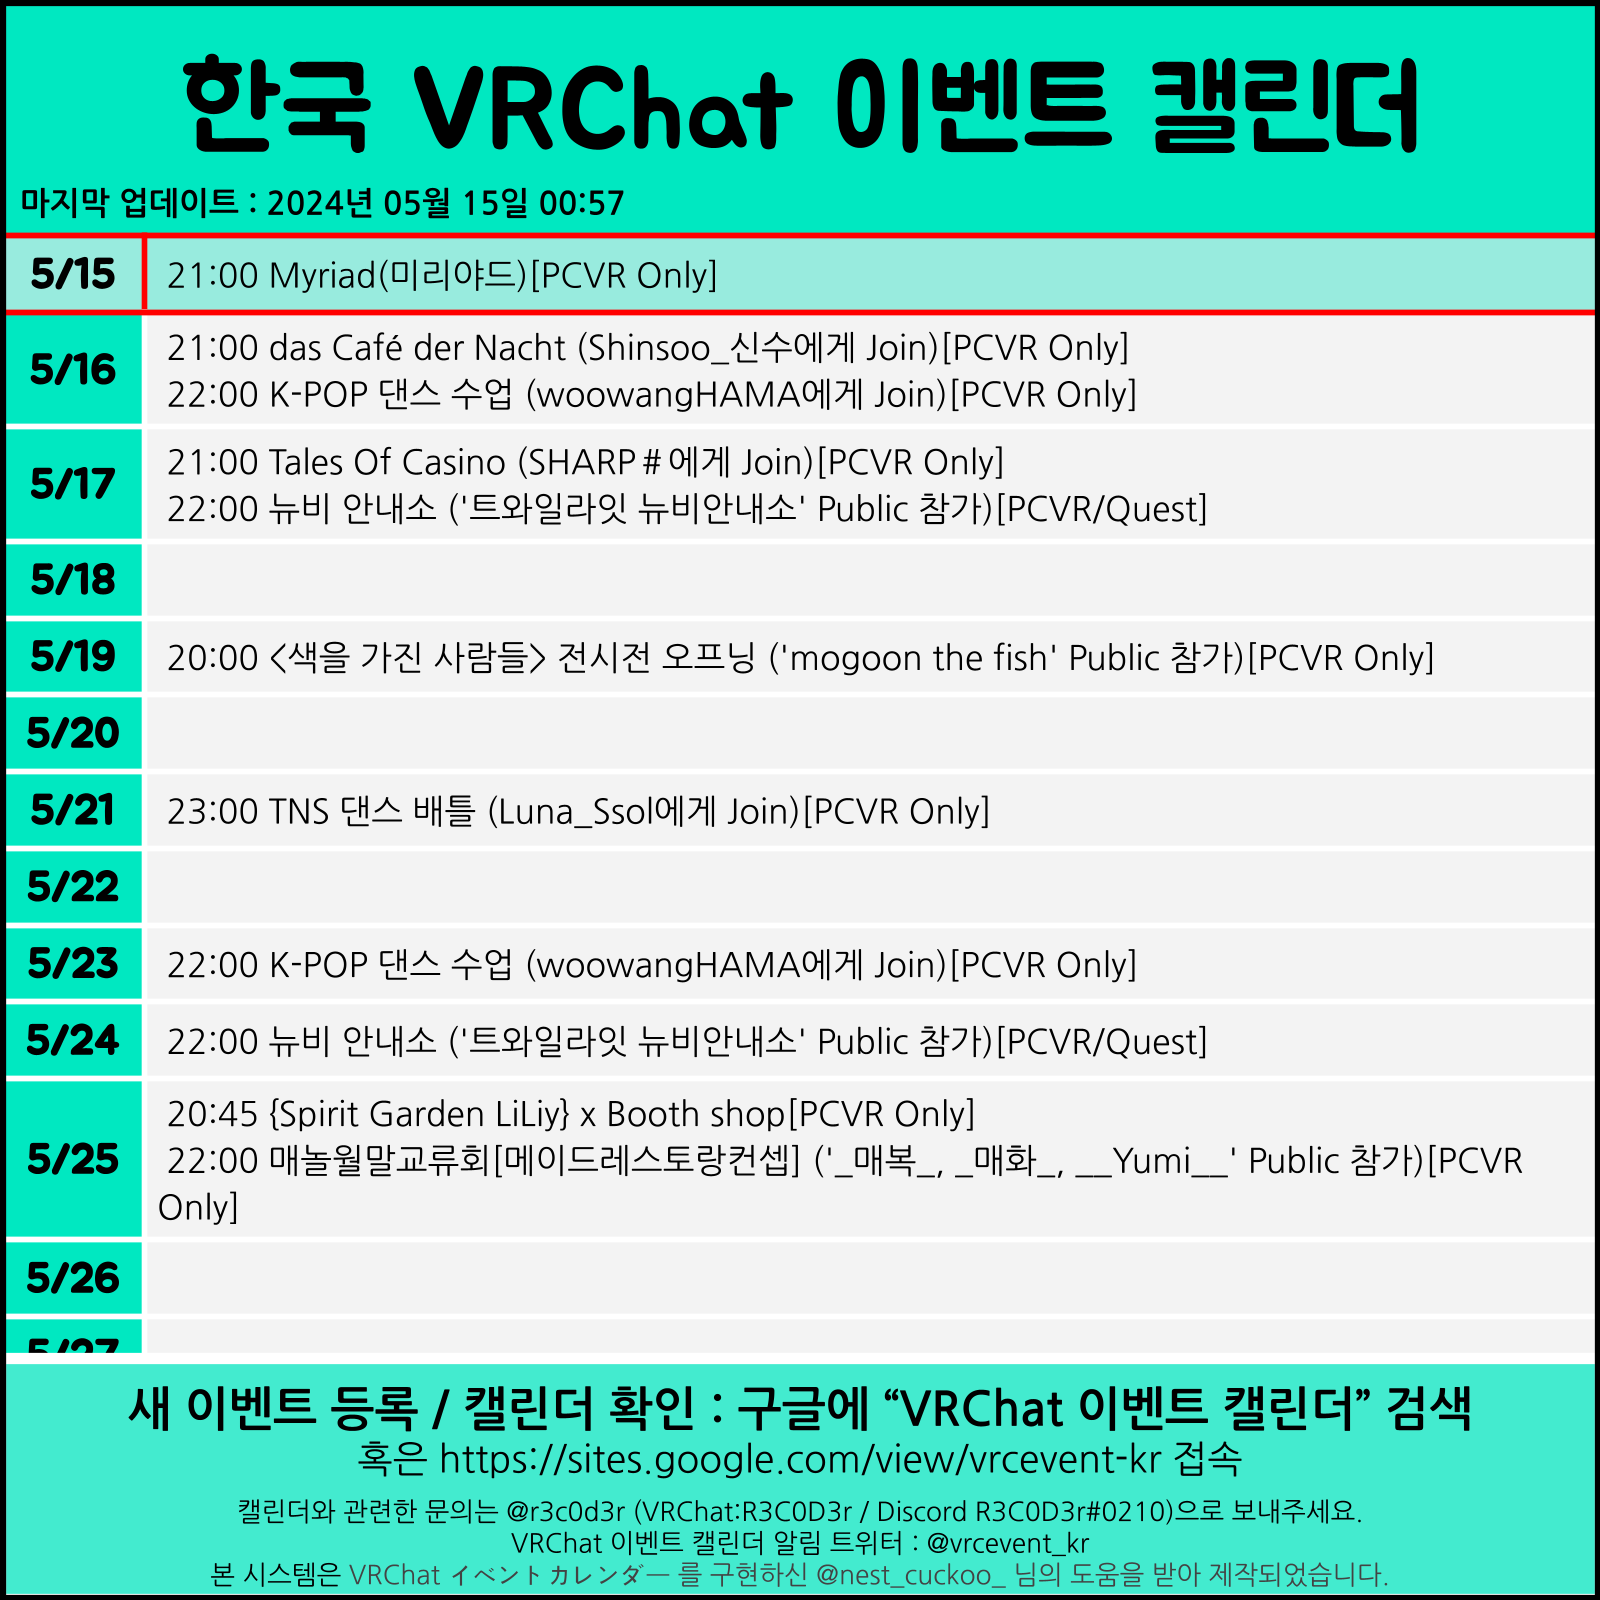 한국 VRChat 이벤트 캘린더
마지막 업데이트 : 2024년 05월 15일 00:57
5/15
21:00 Myriad(미리야드)[PCVR Only]
5/16
21:00 das Café der Nacht (Shinsoo_신수에게 Join)[PCVR Only]
22:00 K-POP 댄스 수업 (woowangHAMA에게 Join)[PCVR Only]
5/17
21:00 Tales Of Casino (SHARP＃에게 Join)[PCVR Only]
22:00 뉴비 안내소 ('트와일라잇 뉴비안내소' Public 참가)[PCVR/Quest]
5/18
5/19
20:00 <색을 가진 사람들> 전시전 오프닝 ('mogoon the fish' Public 참가)[PCVR Only]
5/20
5/21
23:00 TNS 댄스 배틀 (Luna_Ssol에게 Join)[PCVR Only]
5/22
5/23
22:00 K-POP 댄스 수업 (woowangHAMA에게 Join)[PCVR Only]
5/24
22:00 뉴비 안내소 ('트와일라잇 뉴비안내소' Public 참가)[PCVR/Quest]
5/25
20:45 {Spirit Garden LiLiy} x Booth shop[PCVR Only]
22:00 매놀월말교류회[메이드레스토랑컨셉] ('_매복_, _매화_, __Yumi__' Public 참가)[PCVR
Only]
5/26
5/27
새 이벤트 등록 / 캘린더 확인 : 구글에 “VRChat 이벤트 캘린더” 검색
혹은 https://sites.google.com/view/vrcevent-kr 접속
캘린더와 관련한 문의는 @r3c0d3r (VRChat:R3C0D3r / Discord R3C0D3r#0210)으로 보내주세요.
VRChat 이벤트 캘린더 알림 트위터 : @vrcevent_kr
본 시스템은 VRChat イベントカレンダー 를 구현하신 @nest_cuckoo_ 님의 도움을 받아 제작되었습니다.